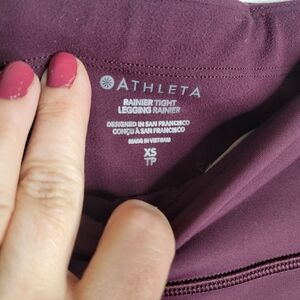 ATHLETA
RAINIER TIGHT
LEGGING RAINIER
DESIGNED IN SAN FRANCISCO
CONÇU À SAN FRANCISCO
MADE IN VIETNAM
XS
TP